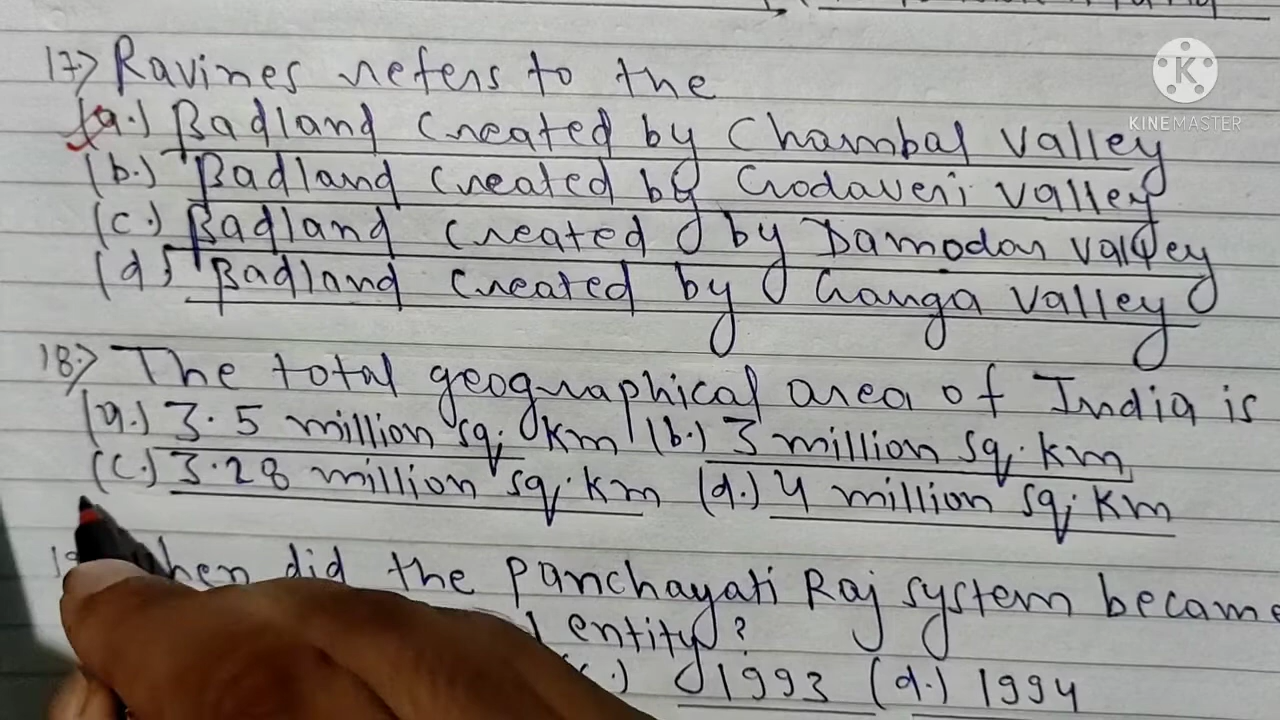 17.) Ravines refers to the
(a.) Badland created by Chambal valley
(b.) Badland created by Godaveri valley
(c.) Badland created by Damodar valley
(d) Badland created by Ganga valley
18.) The total geographical area of India is
(a.) 3.5 million sq. km (b.) 3 million sq. km
(c.) 3.28 million sq. km (d.) 4 million sq. km
did the Panchayati Raj system became
entity?
1993 (d.) 1994
K
KINEMASTER